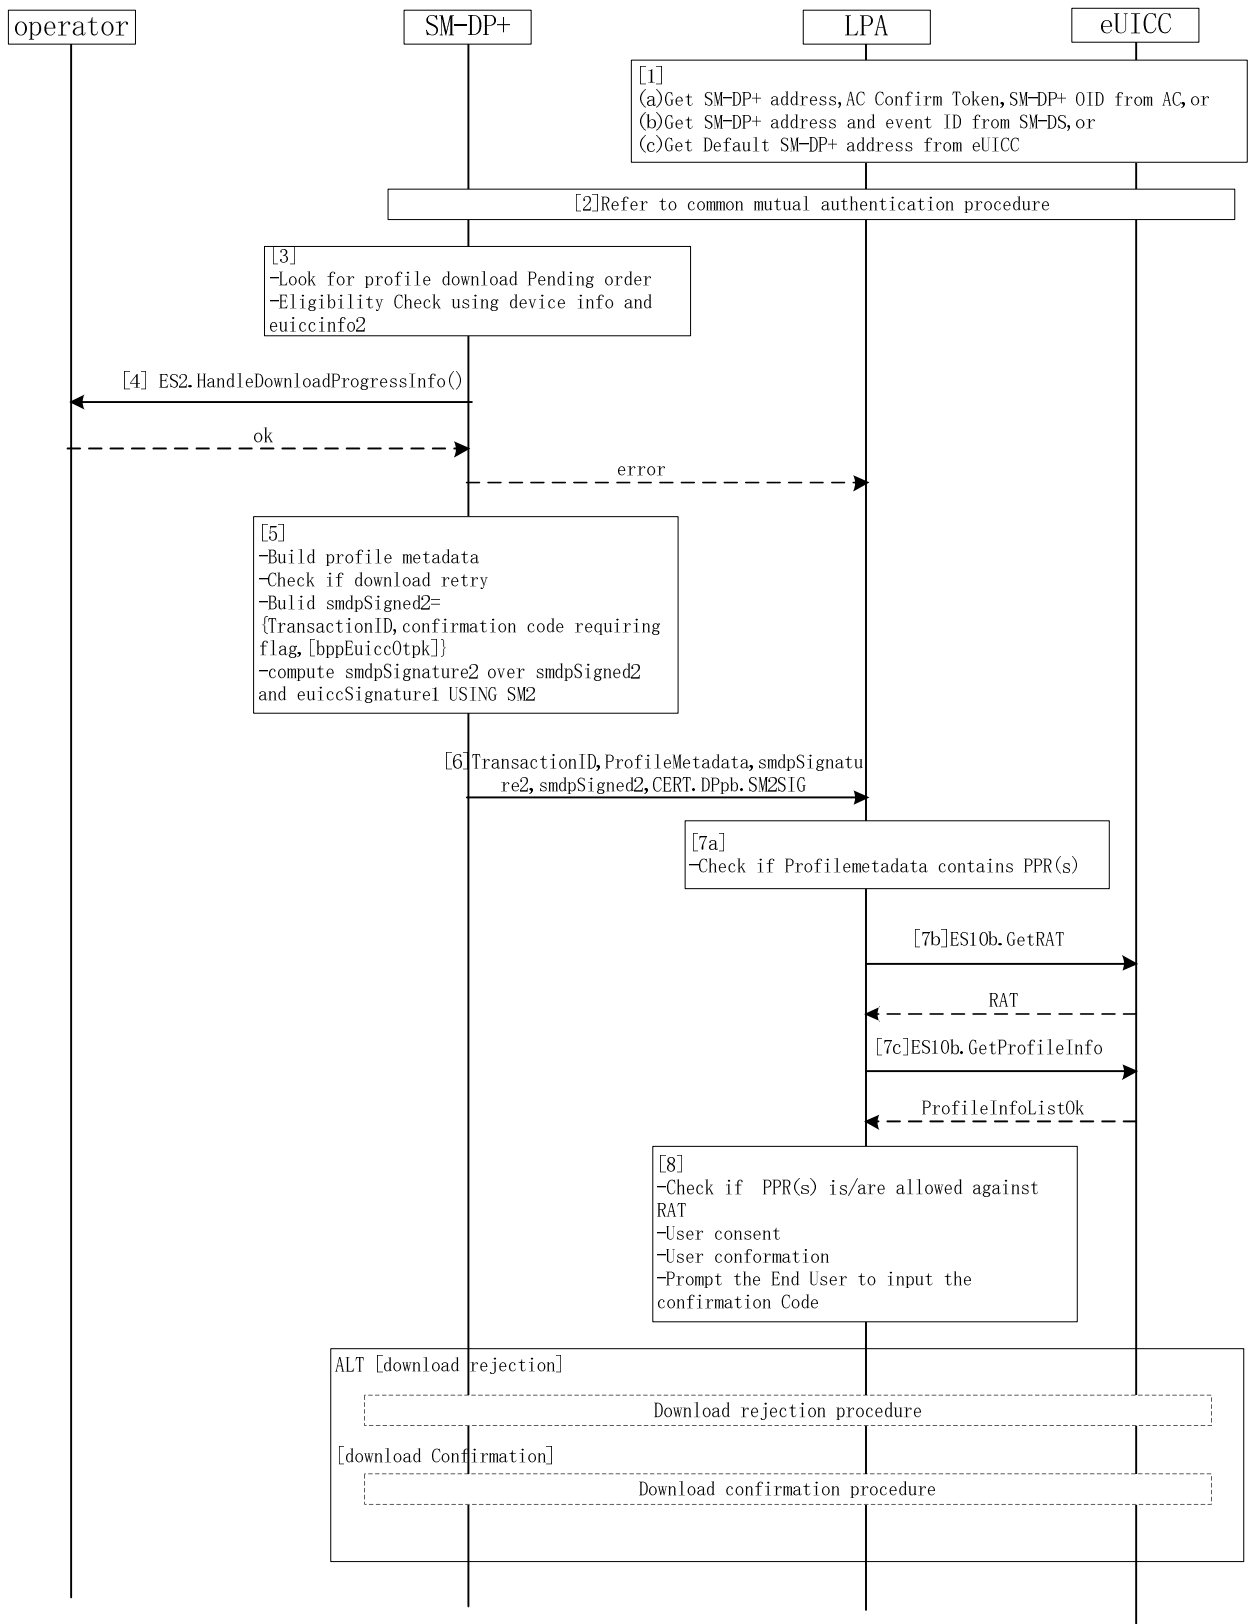 operator
SM-DP+
LPA
eUICC
[1]
(a)Get SM-DP+ address,AC Confirm Token,SM-DP+ OID from AC,or
(b)Get SM-DP+ address and event ID from SM-DS,or
(c)Get Default SM-DP+ address from eUICC
[2]Refer to common mutual authentication procedure
[3]
-Look for profile download Pending order
-Eligibility Check using device info and
euiccinfo2
[4] ES2.HandleDownloadProgressInfo()
ok
error
[5]
-Build profile metadata
-Check if download retry
-Bulid smdpSigned2=
{TransactionID,confirmation code requiring
flag,[bppEuiccOtpk]}
-compute smdpSignature2 over smdpSigned2
and euiccSignature1 USING SM2
[6]TransactionID,ProfileMetadata,smdpSignatu
re2,smdpSigned2,CERT.DPpb.SM2SIG
[7a]
-Check if Profilemetadata contains PPR(s)
[7b]ES10b.GetRAT
RAT
[7c]ES10b.GetProfileInfo
ProfileInfoListOk
[8]
-Check if  PPR(s) is/are allowed against
RAT
-User consent
-User conformation
-Prompt the End User to input the
confirmation Code
ALT [download rejection]
Download rejection procedure
[download Confirmation]
Download confirmation procedure